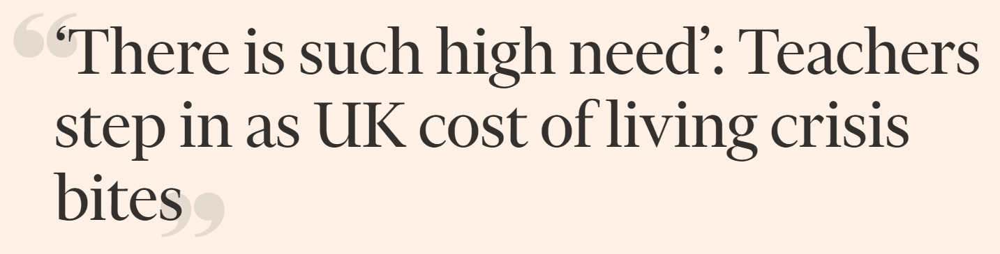 ‘There is such high need’: Teachers
step in as UK cost of living crisis
bites